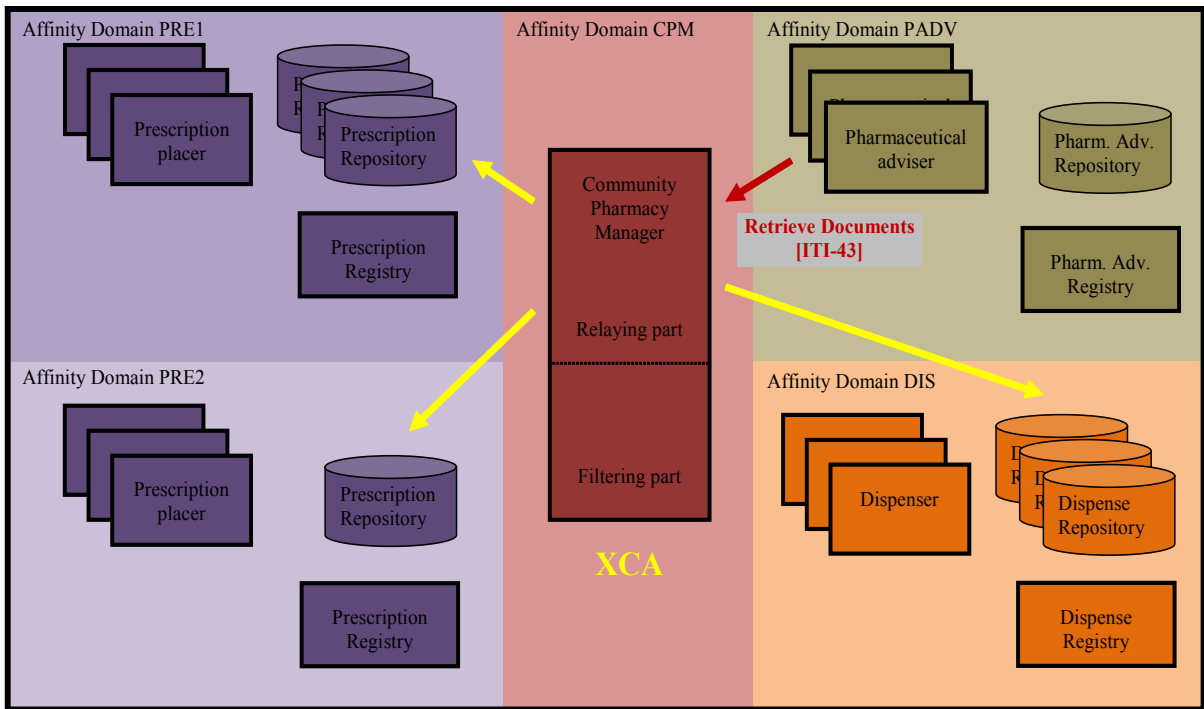 Affinity Domain PRE1
Prescription
placer
P
R
P
R
Prescription
Repository
Prescription
Registry
Affinity Domain CPM
Community
Pharmacy
Manager
Relaying part
Filtering part
XCA
Affinity Domain PADV
Pharmaceutical
adviser
Pharm. Adv.
Repository
Retrieve Documents
[ITI-43]
Pharm. Adv.
Registry
Affinity Domain PRE2
Prescription
placer
Prescription
Repository
Prescription
Registry
Affinity Domain DIS
Dispenser
D
R
D
R
Dispense
Repository
Dispense
Registry